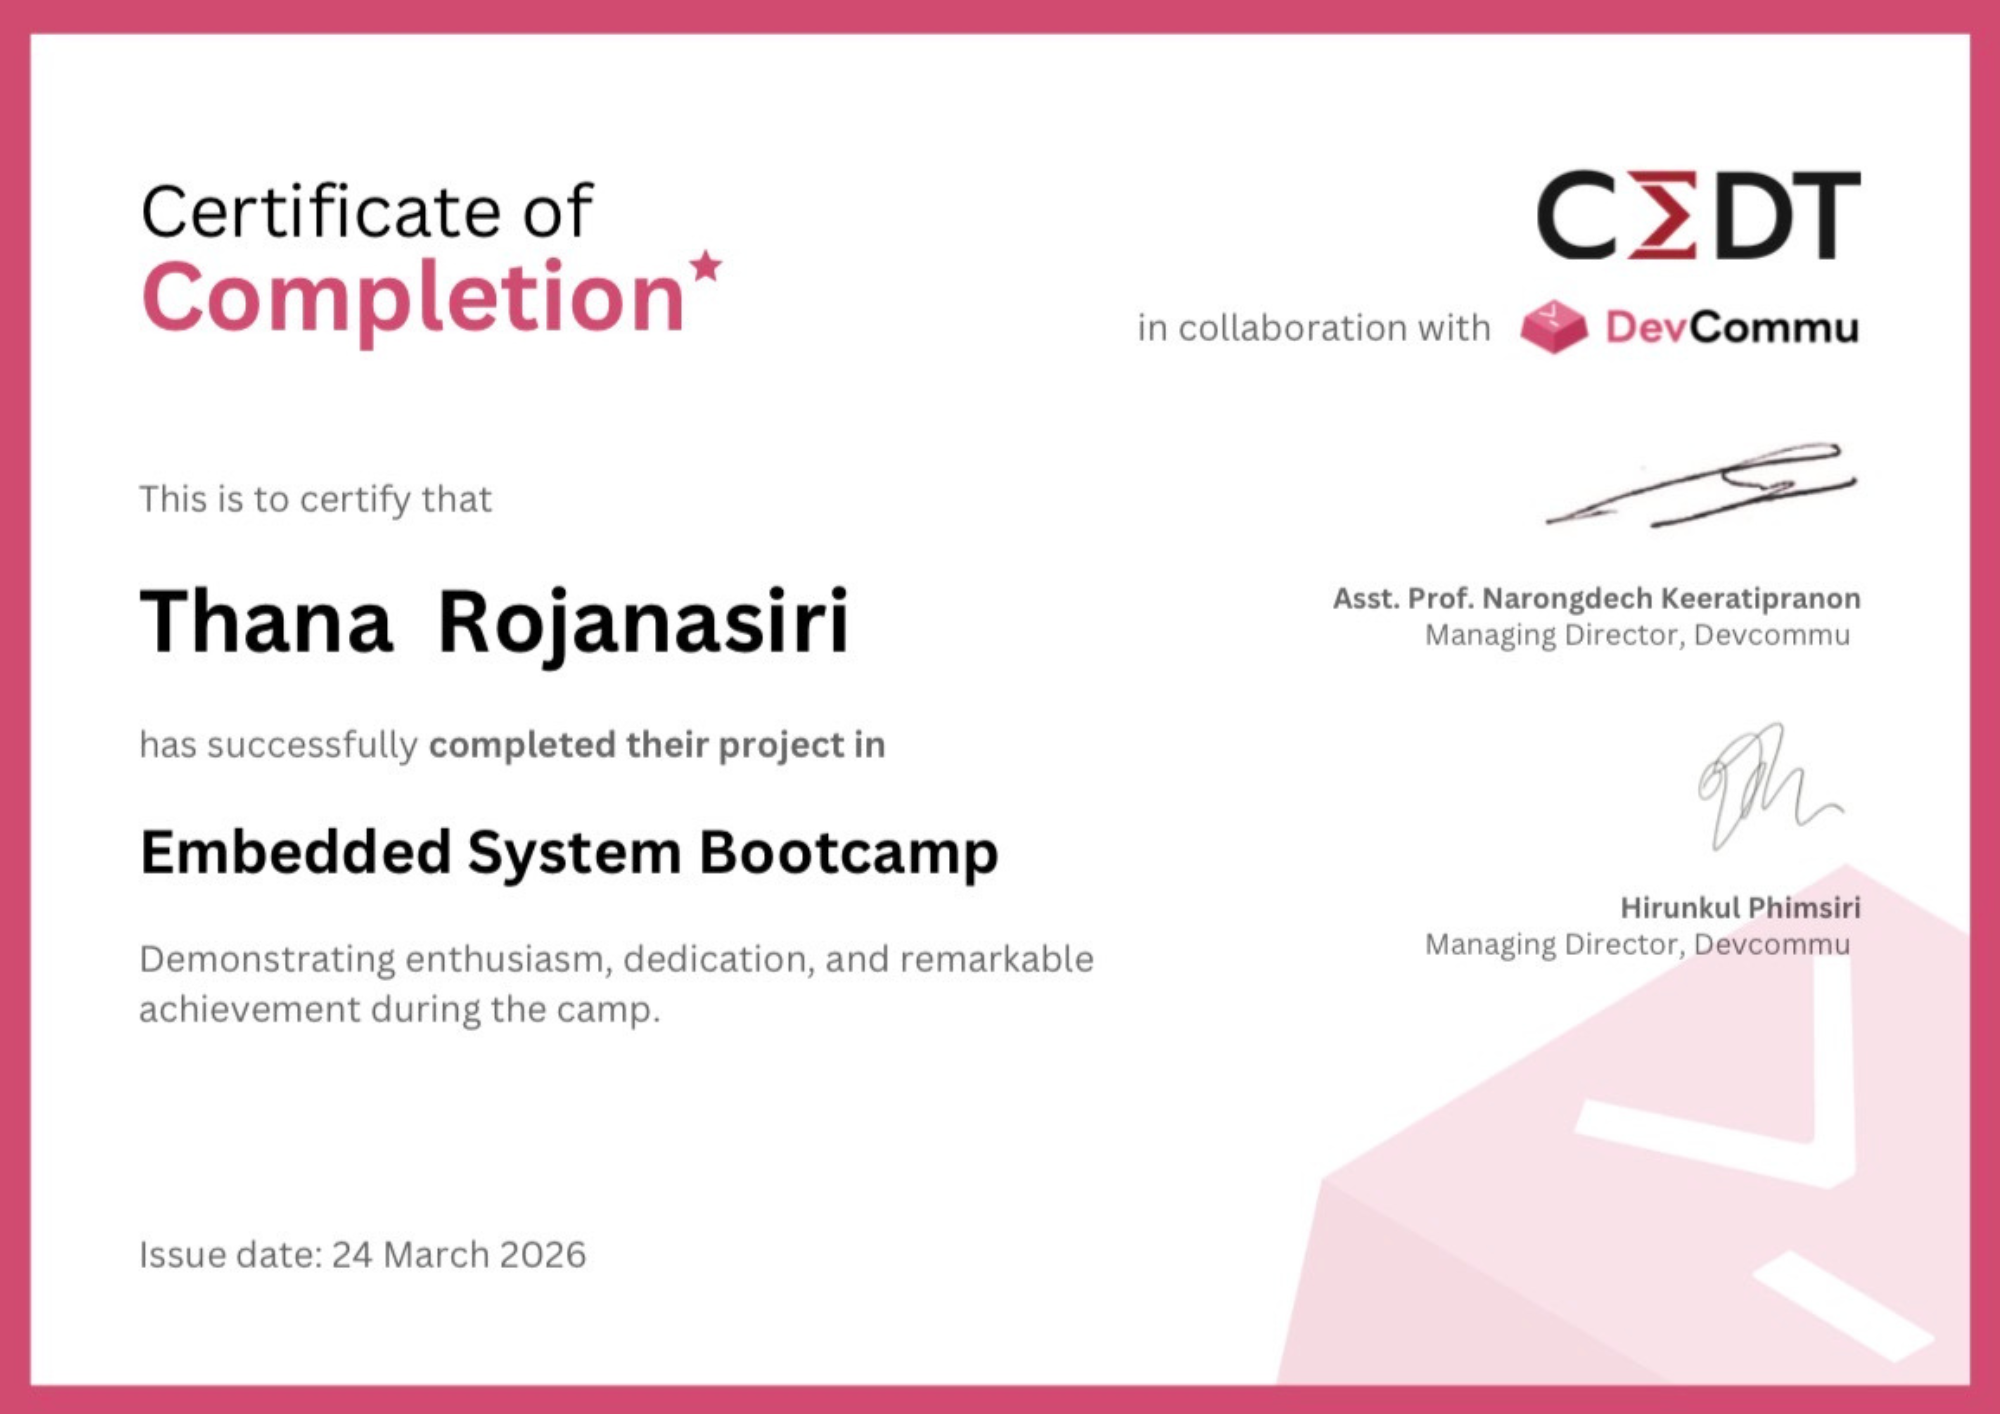 Certificate of
Completion
CΣDT
in collaboration with DevCommu
This is to certify that
Thana Rojanasiri
has successfully completed their project in
Embedded System Bootcamp
Demonstrating enthusiasm, dedication, and remarkable
achievement during the camp.
Issue date: 24 March 2026
Asst. Prof. Narongdech Keeratipranon
Managing Director, Devcommu
Hirunkul Phimsiri
Managing Director, Devcommu